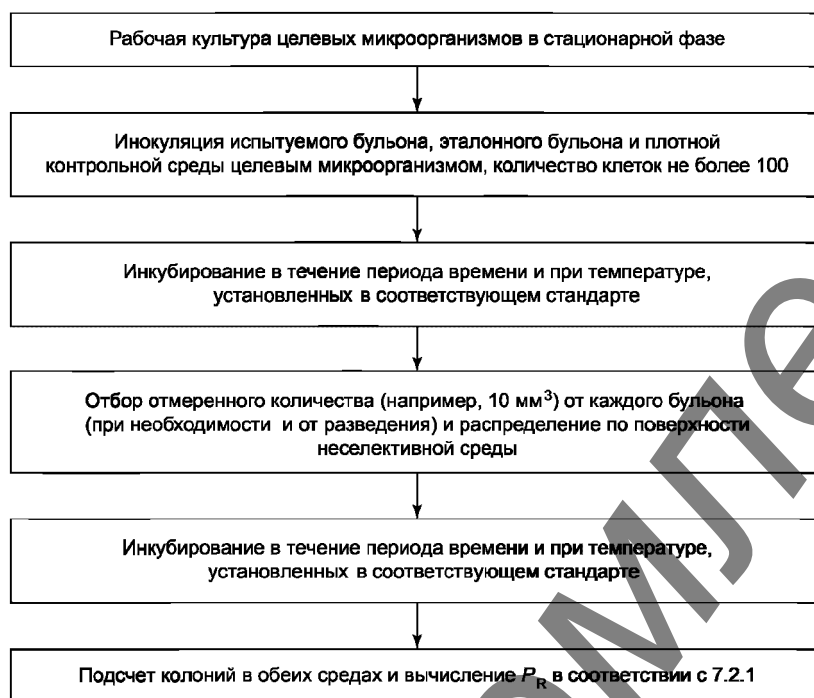 Рабочая культура целевых микроорганизмов в стационарной фазе
Инокуляция испытуемого бульона, эталонного бульона и плотной
контрольной среды целевым микроорганизмом, количество клеток не более 100
Инкубирование в течение периода времени и при температуре,
установленных в соответствующем стандарте
Отбор отмеренного количества (например, 10 мм³) от каждого бульона
(при необходимости и от разведения) и распределение по поверхности
неселективной среды
Инкубирование в течение периода времени и при температуре,
установленных в соответствующем стандарте
Подсчет колоний в обеих средах и вычисление P_R в соответствии с 7.2.1